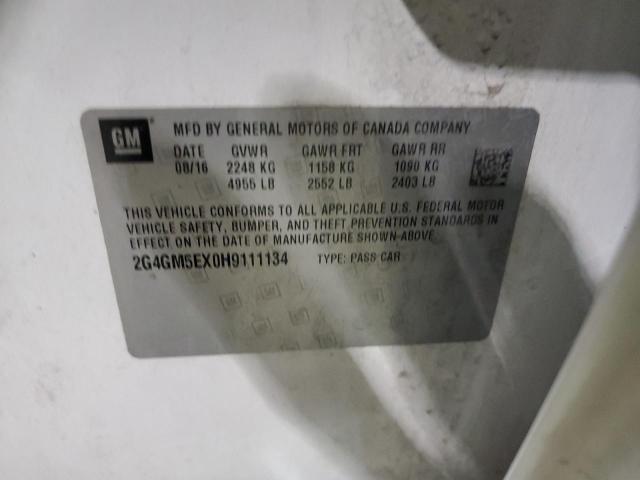 GM
MFD BY GENERAL MOTORS OF CANADA COMPANY
DATE GVWR GAWR FRT GAWR RR
08/16 2248 KG 1158 KG 1090 KG
4955 LB 2552 LB 2403 LB
THIS VEHICLE CONFORMS TO ALL APPLICABLE U.S. FEDERAL MOTOR
VEHICLE SAFETY, BUMPER, AND THEFT PREVENTION STANDARDS IN
EFFECT ON THE DATE OF MANUFACTURE SHOWN ABOVE.
2G4GM5EX0H9111134 TYPE: PASS CAR